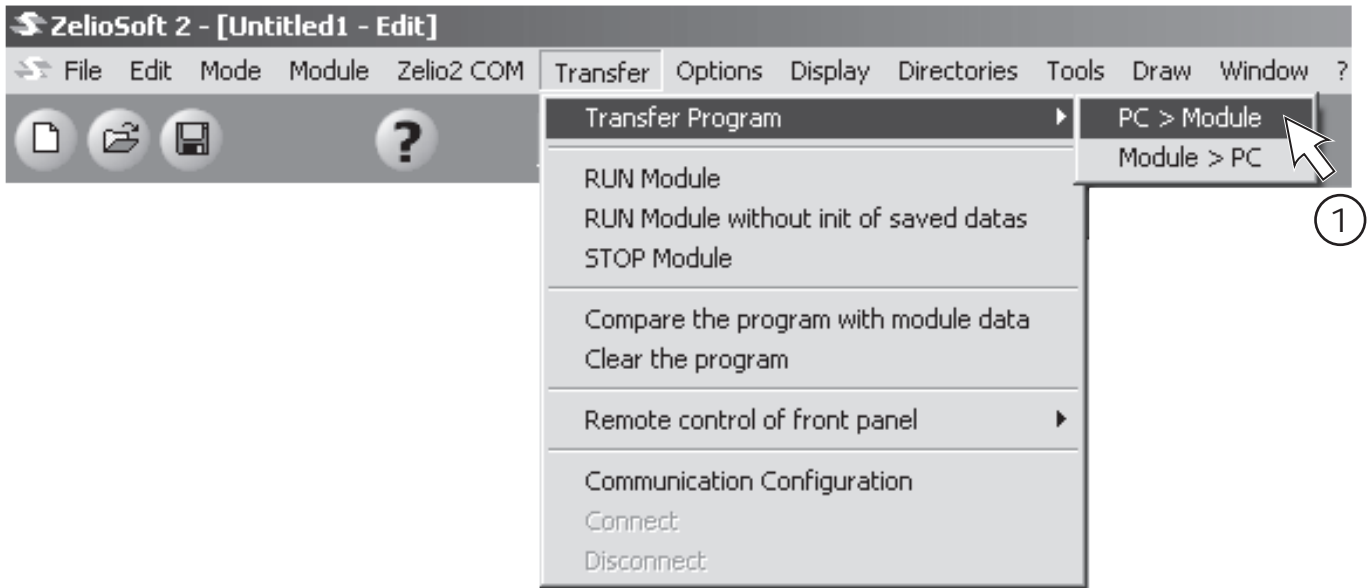 ZelioSoft 2 - [Untitled1 - Edit]
File Edit Mode Module Zelio2 COM Transfer Options Display Directories Tools Draw Window ?
?
Transfer Program
PC > Module
Module > PC
1
RUN Module
RUN Module without init of saved datas
STOP Module
Compare the program with module data
Clear the program
Remote control of front panel
Communication Configuration
Connect
Disconnect